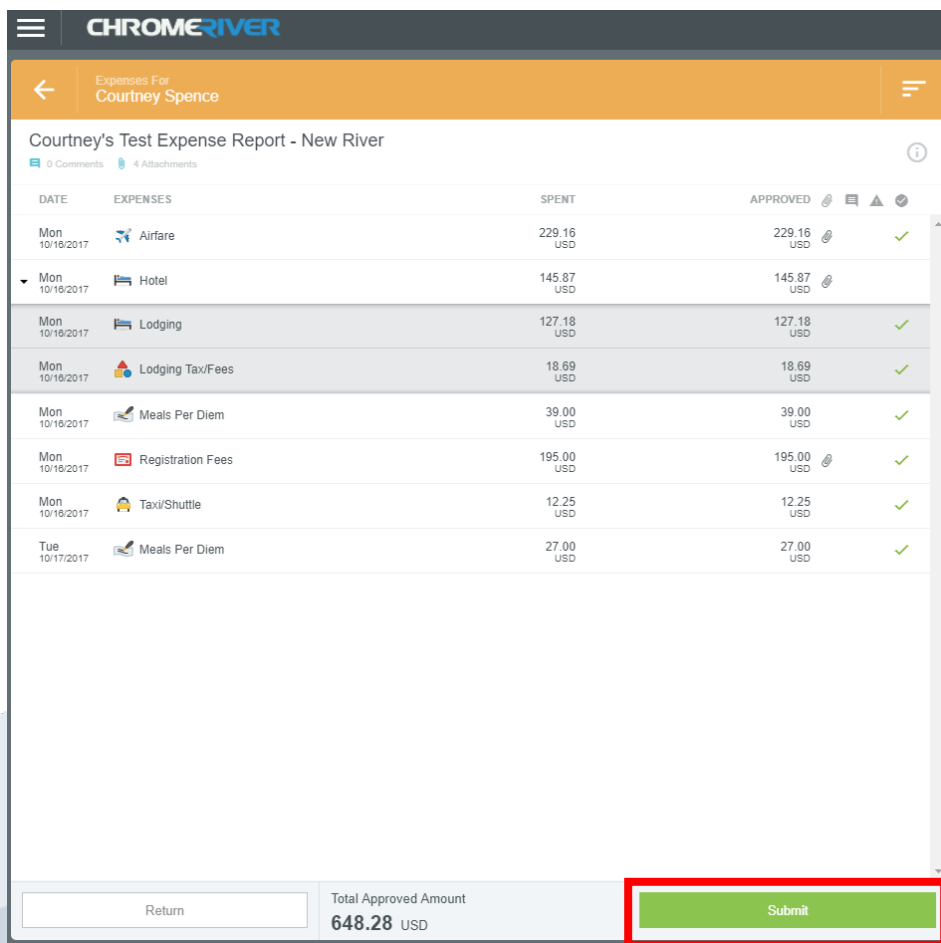 CHROMERIVER
Expenses For
Courtney Spence
Courtney's Test Expense Report - New River
0 Comments 4 Attachments
DATE EXPENSES SPENT APPROVED
Mon Airfare 229.16 229.16
10/16/2017 USD USD
Mon Hotel 145.87 145.87
10/16/2017 USD USD
Mon Lodging 127.18 127.18
10/16/2017 USD USD
Mon Lodging Tax/Fees 18.69 18.69
10/16/2017 USD USD
Mon Meals Per Diem 39.00 39.00
10/16/2017 USD USD
Mon Registration Fees 195.00 195.00
10/16/2017 USD USD
Mon Taxi/Shuttle 12.25 12.25
10/16/2017 USD USD
Tue Meals Per Diem 27.00 27.00
10/17/2017 USD USD
Return Total Approved Amount Submit
648.28 USD